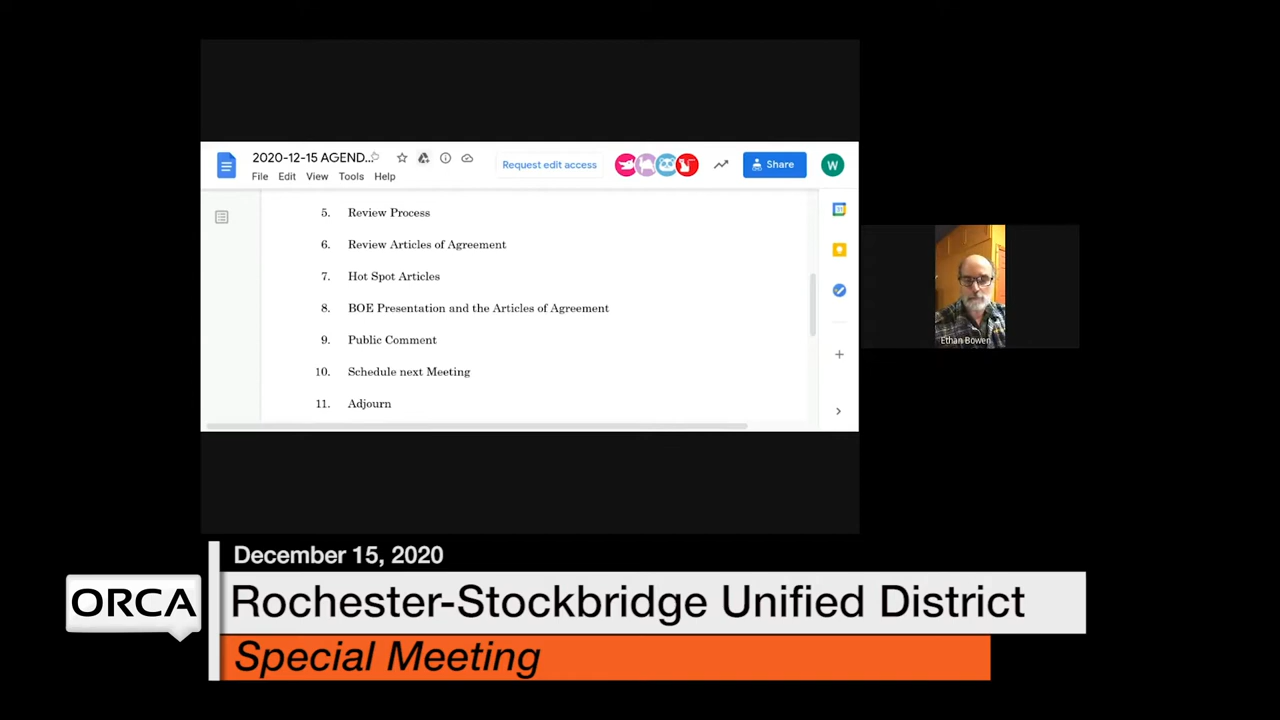 2020-12-15 AGEND...
File Edit View Tools Help
Request edit access
Share
W
5. Review Process
6. Review Articles of Agreement
7. Hot Spot Articles
8. BOE Presentation and the Articles of Agreement
9. Public Comment
10. Schedule next Meeting
11. Adjourn
Ethan Bowen
December 15, 2020
ORCA
Rochester-Stockbridge Unified District
Special Meeting